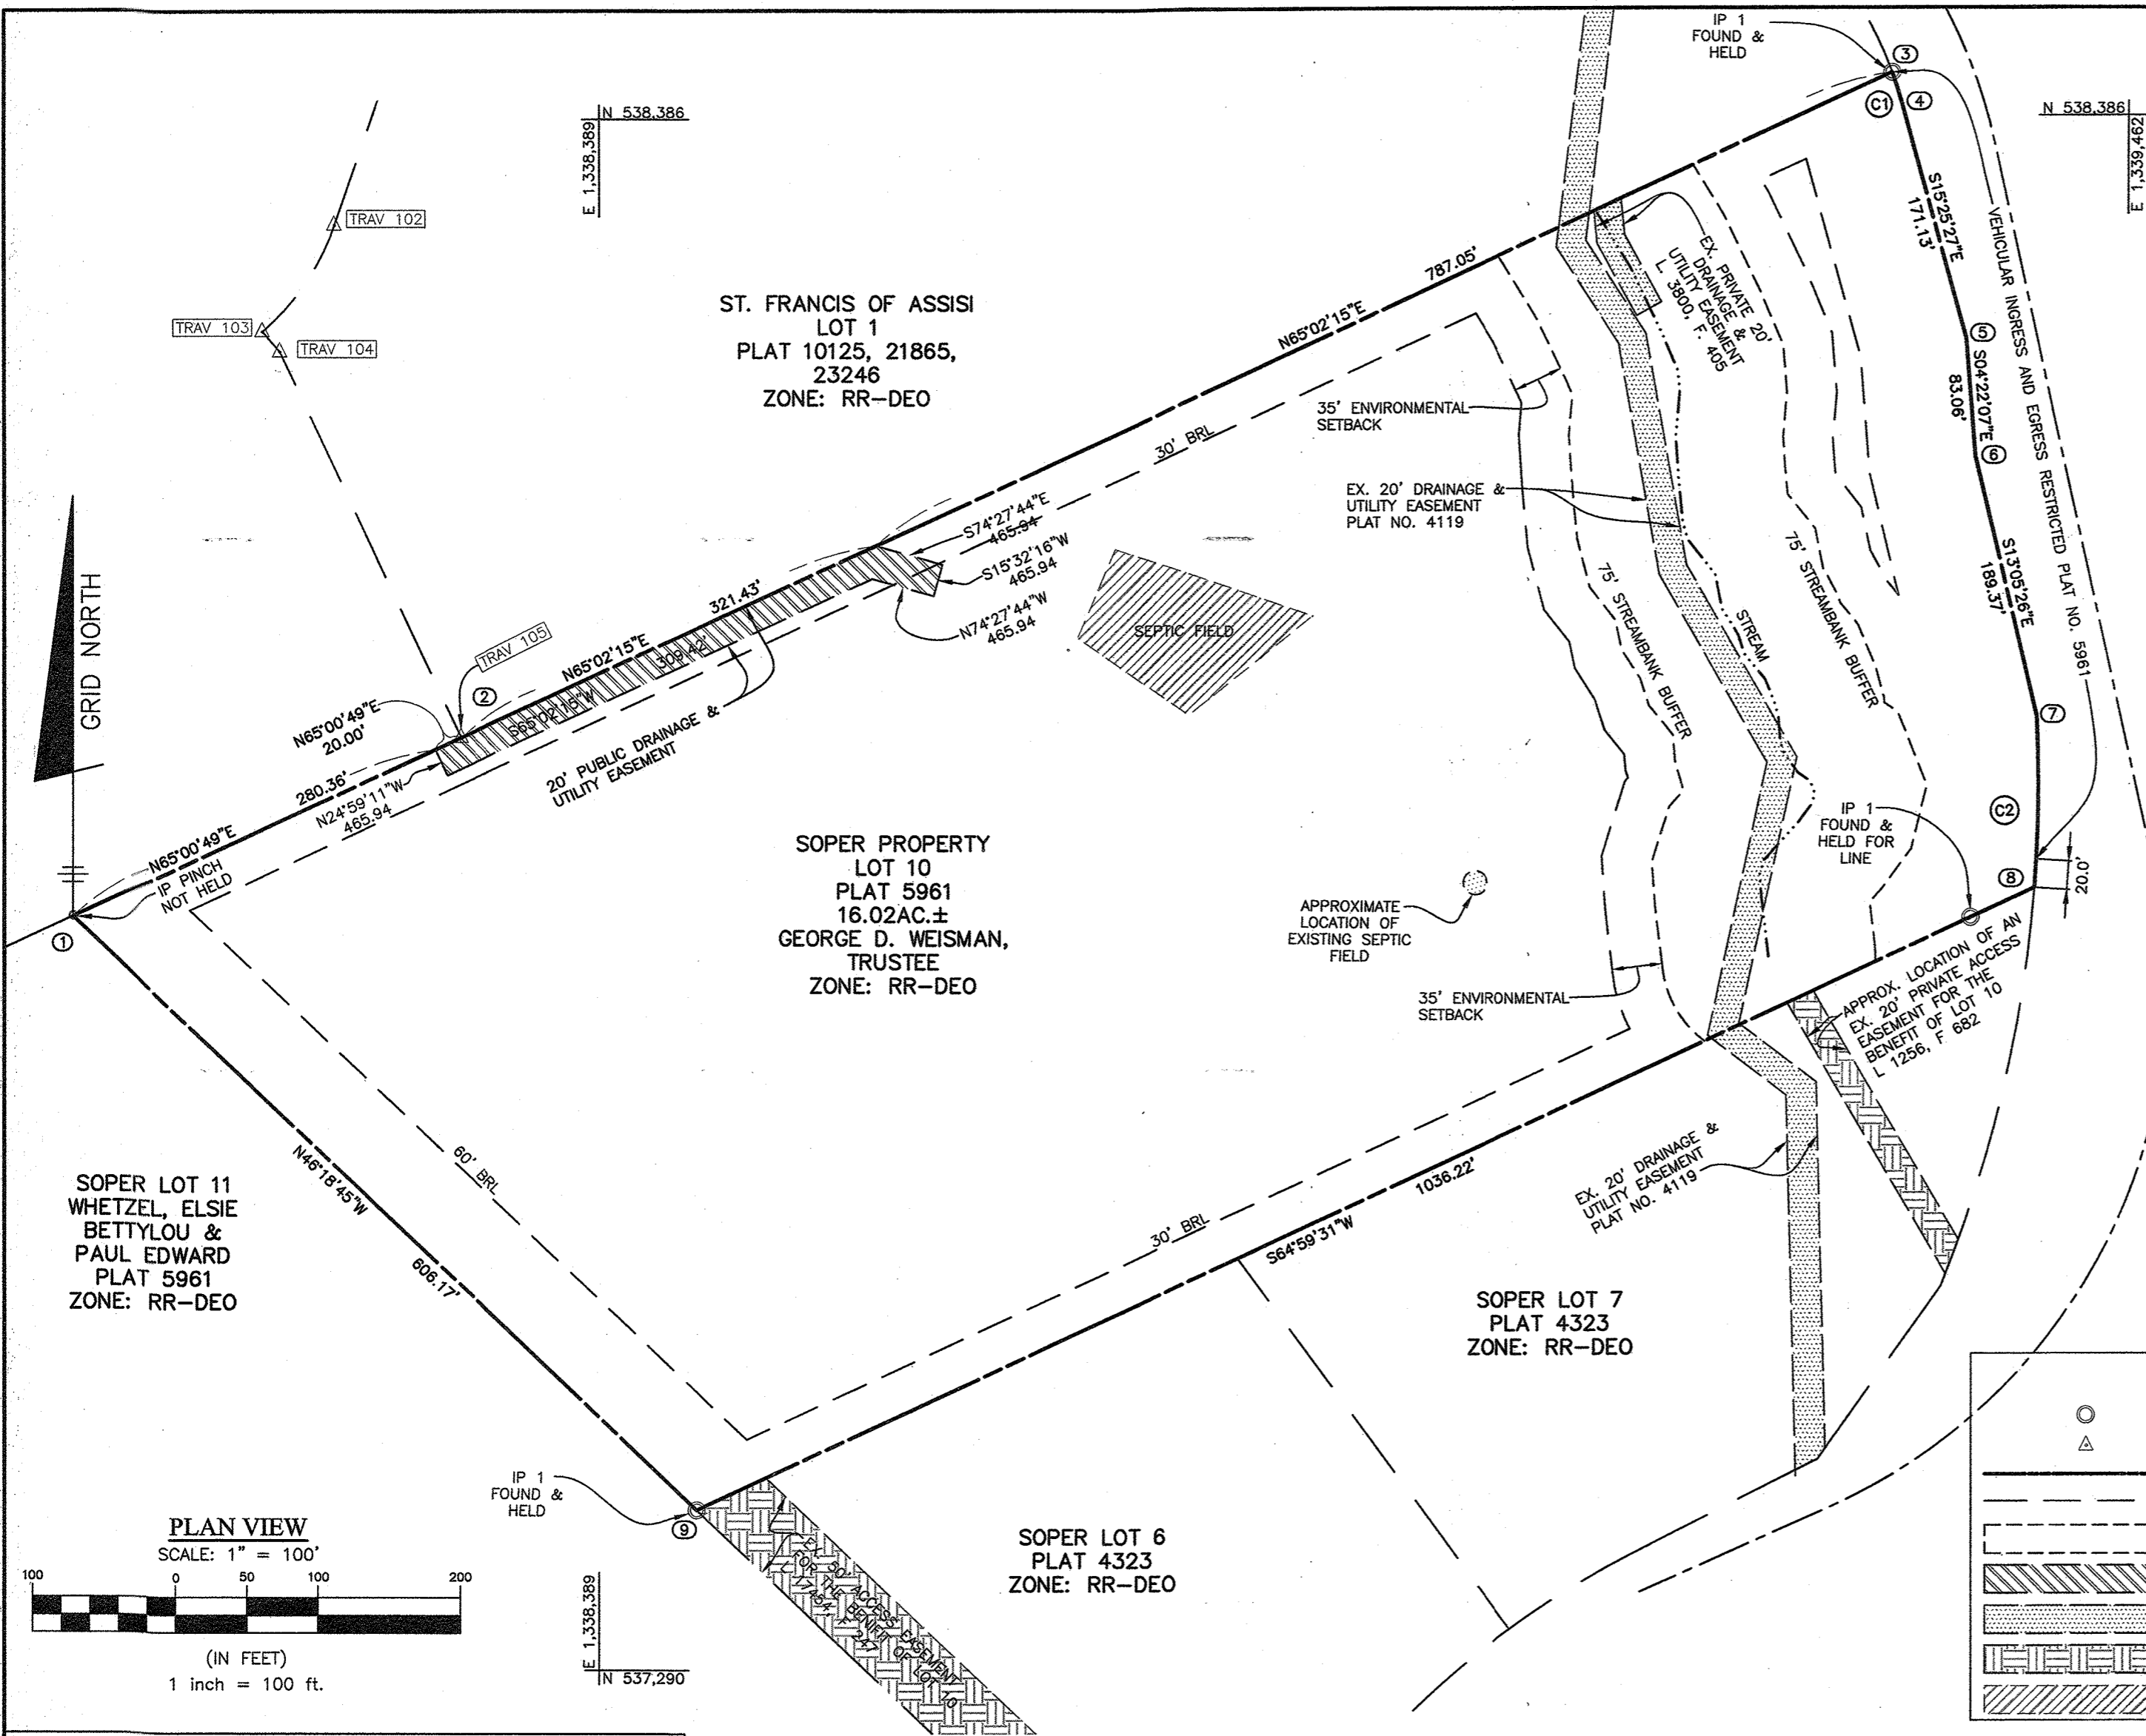 IP 1
FOUND &
HELD
3
C1
4
N 538,386
E 1,338,389
N 538,386
E 1,339,462
TRAV 102
TRAV 103
TRAV 104
ST. FRANCIS OF ASSISI
LOT 1
PLAT 10125, 21865,
23246
ZONE: RR-DEO
787.05'
N65°02'15"E
30' BRL
EX. PRIVATE 20'
DRAINAGE &
UTILITY EASEMENT
L 3800, F. 405
S15°25'27"E
171.13'
VEHICULAR INGRESS AND EGRESS RESTRICTED PLAT NO. 5961
5
S04°22'07"E
83.06'
6
35' ENVIRONMENTAL
SETBACK
EX. 20' DRAINAGE &
UTILITY EASEMENT
PLAT NO. 4119
S13°05'26"E
189.37'
7
S74°27'44"E
465.94
S15°32'16"W
465.94
N74°27'44"W
465.94
GRID NORTH
321.43'
N65°02'15"E
309.42'
S65°02'15"W
TRAV 105
2
N65°00'49"E
20.00'
280.36'
N24°59'11"W
465.94
N65°00'49"E
IP PINCH
NOT HELD
1
20' PUBLIC DRAINAGE &
UTILITY EASEMENT
SEPTIC FIELD
75' STREAMBANK BUFFER
STREAM
75' STREAMBANK BUFFER
SOPER PROPERTY
LOT 10
PLAT 5961
16.02AC.±
GEORGE D. WEISMAN,
TRUSTEE
ZONE: RR-DEO
IP 1
FOUND &
HELD FOR
LINE
C2
8
20.0'
APPROXIMATE
LOCATION OF
EXISTING SEPTIC
FIELD
35' ENVIRONMENTAL
SETBACK
APPROX. LOCATION OF AN
EX. 20' PRIVATE ACCESS
EASEMENT FOR THE
BENEFIT OF LOT 10
L 1256, F 682
N46°18'45"W
606.17'
60' BRL
SOPER LOT 11
WHETZEL, ELSIE
BETTYLOU &
PAUL EDWARD
PLAT 5961
ZONE: RR-DEO
30' BRL
S64°59'31"W
1036.22'
EX. 20' DRAINAGE &
UTILITY EASEMENT
PLAT NO. 4119
SOPER LOT 7
PLAT 4323
ZONE: RR-DEO
IP 1
FOUND &
HELD
9
SOPER LOT 6
PLAT 4323
ZONE: RR-DEO
EX. 50' ACCESS EASEMENT
FOR THE BENIFIT OF LOT 10
PLAN VIEW
SCALE: 1" = 100'
100 0 50 100 200
(IN FEET)
1 inch = 100 ft.
E 1,338,389
N 537,290